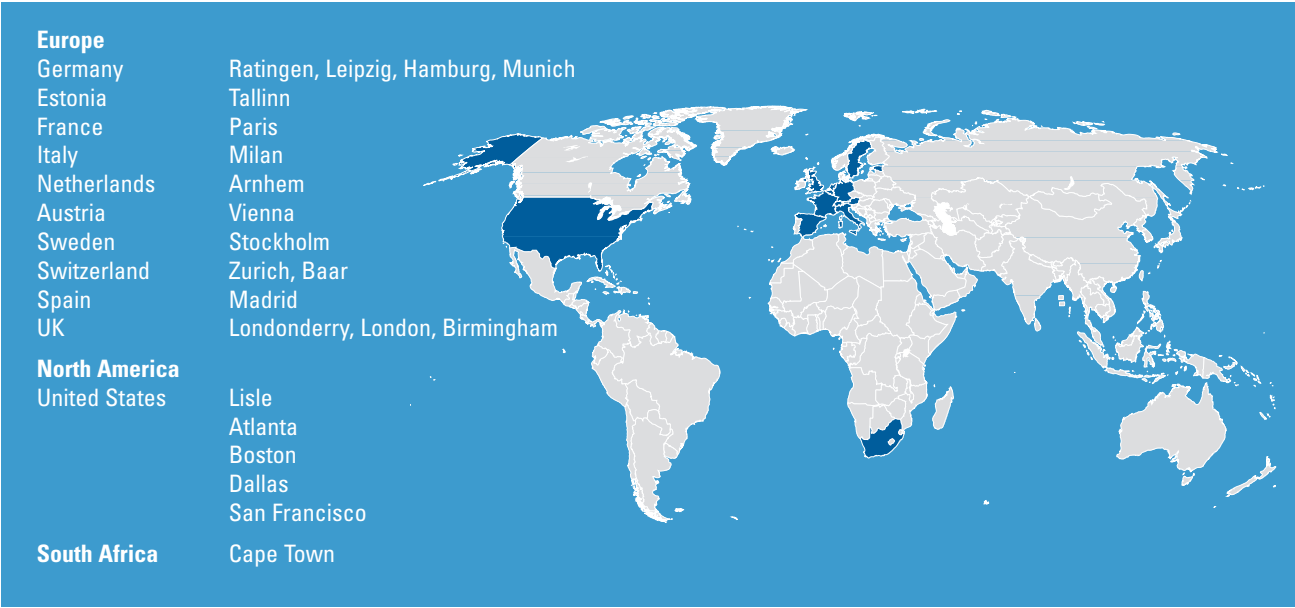 Europe
Germany Ratingen, Leipzig, Hamburg, Munich
Estonia Tallinn
France Paris
Italy Milan
Netherlands Arnhem
Austria Vienna
Sweden Stockholm
Switzerland Zurich, Baar
Spain Madrid
UK Londonderry, London, Birmingham
North America
United States Lisle
Atlanta
Boston
Dallas
San Francisco
South Africa Cape Town